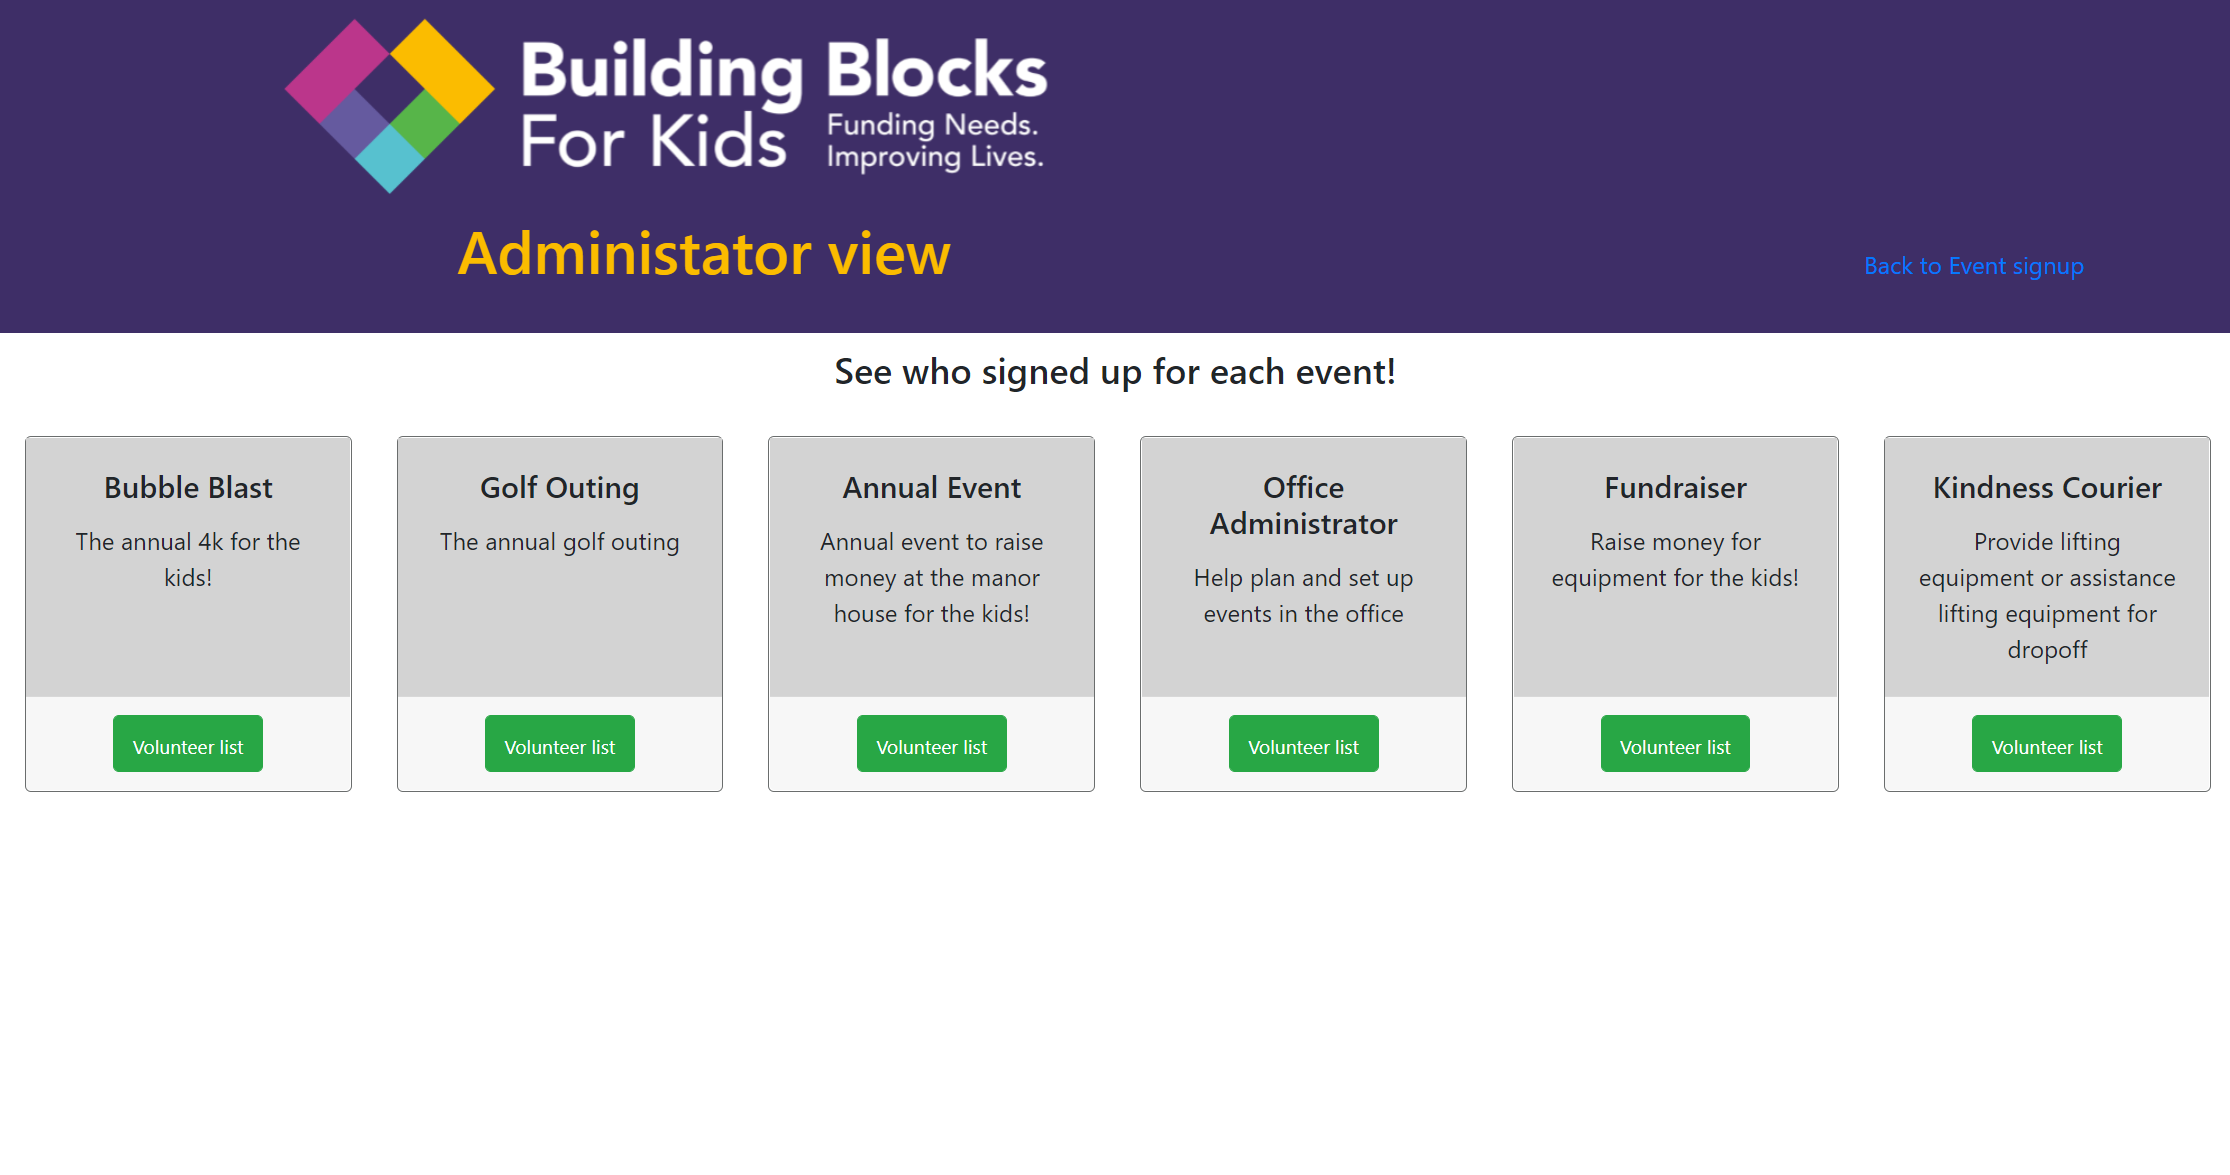 Building Blocks
For Kids
Funding Needs.
Improving Lives.
Administator view
Back to Event signup
See who signed up for each event!
Bubble Blast
The annual 4k for the
kids!
Volunteer list
Golf Outing
The annual golf outing
Volunteer list
Annual Event
Annual event to raise
money at the manor
house for the kids!
Volunteer list
Office
Administrator
Help plan and set up
events in the office
Volunteer list
Fundraiser
Raise money for
equipment for the kids!
Volunteer list
Kindness Courier
Provide lifting
equipment or assistance
lifting equipment for
dropoff
Volunteer list